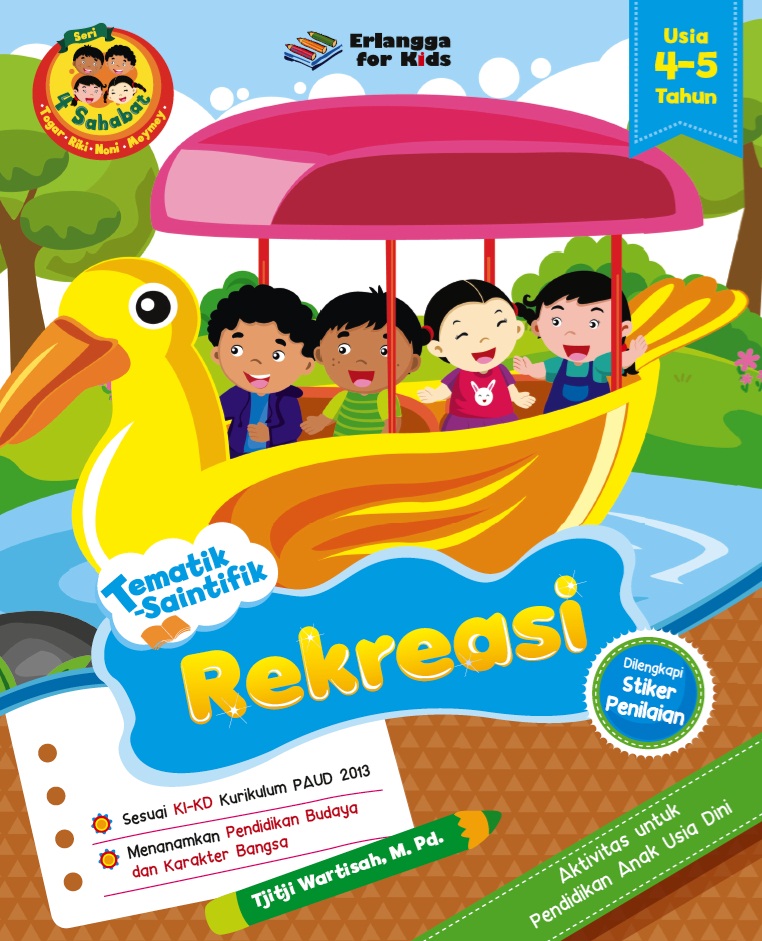 Seri
4 Sahabat
Togar • Riki • Noni • Meymey
Erlangga
for Kids
Usia
4-5
Tahun
Tematik
-Saintifik
Rekreasi
Dilengkapi
Stiker
Penilaian
Sesuai KI-KD Kurikulum PAUD 2013
Menanamkan Pendidikan Budaya
dan Karakter Bangsa
Tjitji Wartisah, M. Pd.
Aktivitas untuk
Pendidikan Anak Usia Dini